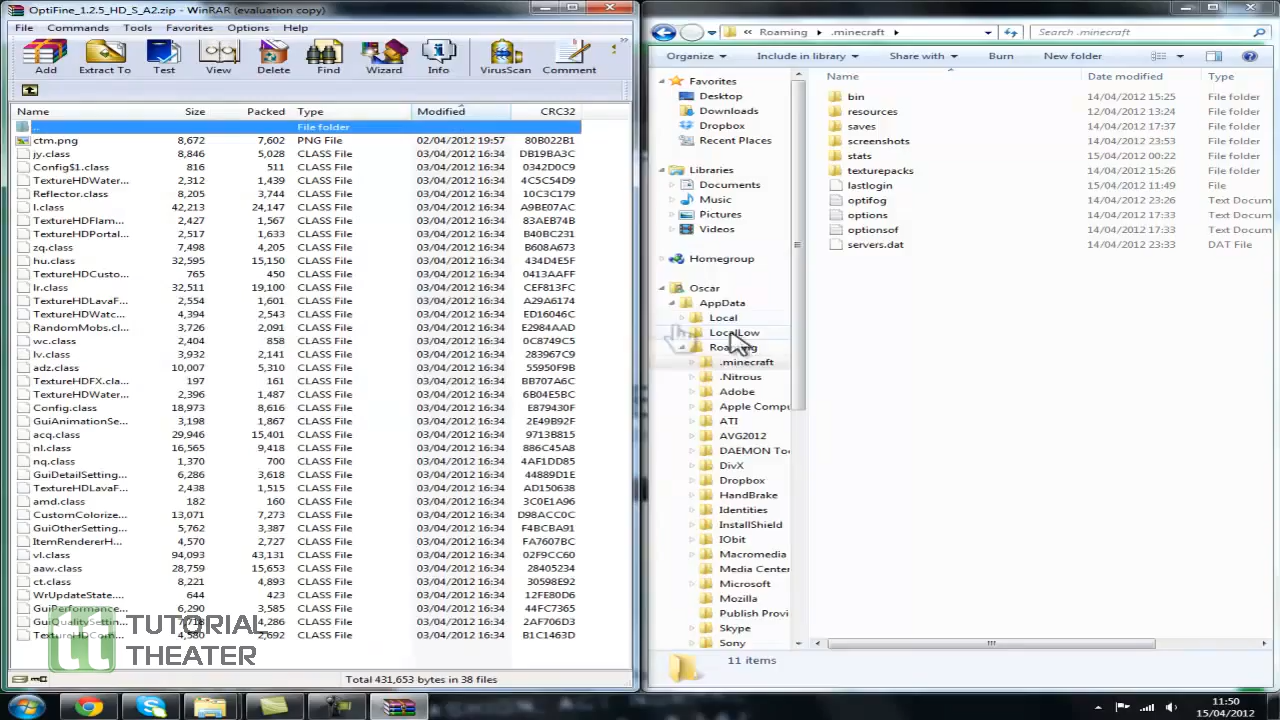 OptiFine_1.2.5_HD_S_A2.zip - WinRAR (evaluation copy)
File Commands Tools Favorites Options Help
Add Extract To Test View Delete Find Wizard Info VirusScan Comment
Name Size Packed Type Modified CRC32
.. File folder
ctm.png 8,672 7,602 PNG File 02/04/2012 19:57 80B022B1
jy.class 8,846 5,028 CLASS File 03/04/2012 16:34 DB19BA3C
Config$1.class 816 511 CLASS File 03/04/2012 16:34 0342D0C9
TextureHDWater... 2,312 1,439 CLASS File 03/04/2012 16:34 4C5C54D9
Reflector.class 8,205 3,744 CLASS File 03/04/2012 16:34 0C3C179
l.class 42,213 24,147 CLASS File 03/04/2012 16:34 A9BE07AC
TextureHDFlam... 2,427 1,637 CLASS File 03/04/2012 16:34 83AEB74B
TextureHDPortal... 2,517 1,633 CLASS File 03/04/2012 16:34 B40BC231
zq.class 7,498 5,205 CLASS File 03/04/2012 16:34 B608A673
hu.class 32,595 15,150 CLASS File 03/04/2012 16:34 434D4E5F
TextureHDCusto... 765 450 CLASS File 03/04/2012 16:34 0413AAFF
lr.class 32,511 19,100 CLASS File 03/04/2012 16:34 CEF813FC
TextureHDLavaF... 2,554 1,601 CLASS File 03/04/2012 16:34 A29A6174
TextureHDWatc... 2,394 1,532 CLASS File 03/04/2012 16:34 ED16046C
RandomMobs.cl... 3,726 2,091 CLASS File 03/04/2012 16:34 E2984AAD
wc.class 2,404 858 CLASS File 03/04/2012 16:34 0C8749C5
lv.class 4,354 2,670 CLASS File 03/04/2012 16:34 283967C3
adz.class 10,007 5,310 CLASS File 03/04/2012 16:34 55950F9B
TextureHDFX.cla... 197 161 CLASS File 03/04/2012 16:34 BB707A6C
TextureHDWater... 2,394 1,510 CLASS File 03/04/2012 16:34 6B04E5BC
Config.class 18,973 8,616 CLASS File 03/04/2012 16:34 E879430F
GuiAnimationSe... 3,198 1,867 CLASS File 03/04/2012 16:34 2E49B92F
acq.class 29,946 15,401 CLASS File 03/04/2012 16:34 9713B815
nl.class 16,565 9,418 CLASS File 03/04/2012 16:34 886C45A8
nq.class 1,370 700 CLASS File 03/04/2012 16:34 4AF1DD85
GuiDetailSetting... 6,286 3,618 CLASS File 03/04/2012 16:34 44889D1E
TextureHDLavaF... 2,438 1,515 CLASS File 03/04/2012 16:34 AD150638
amd.class 182 160 CLASS File 03/04/2012 16:34 3C0E1A96
CustomColorize... 13,071 7,277 CLASS File 03/04/2012 16:34 D98ACC0C
GuiOtherSetting... 5,762 3,387 CLASS File 03/04/2012 16:34 F4BCBA91
ItemRendererH... 4,570 2,727 CLASS File 03/04/2012 16:34 FA7607BC
vl.class 94,093 43,131 CLASS File 03/04/2012 16:34 02F9CC60
aaw.class 28,759 15,653 CLASS File 03/04/2012 16:34 28405234
ct.class 8,221 4,893 CLASS File 03/04/2012 16:34 30598E92
WrUpdateState.... 644 423 CLASS File 03/04/2012 16:34 12FE80D6
GuiPerformance... 6,290 3,585 CLASS File 03/04/2012 16:34 44FC7365
GuiQualitySettin... 4,286 CLASS File 03/04/2012 16:34 2AF706D3
4,580 2,692 CLASS File 03/04/2012 16:34 B1C1463D
TUTORIAL
THEATER
Total 431,653 bytes in 38 files
Roaming .minecraft Search .minecraft
Organize Include in library Share with Burn New folder
Favorites
Desktop
Downloads
Dropbox
Recent Places
Libraries
Documents
Music
Pictures
Videos
Homegroup
Oscar
AppData
Local
LocalLow
.minecraft
.Nitrous
Adobe
Apple Compu
ATI
AVG2012
DAEMON Too
DivX
Dropbox
HandBrake
Identities
InstallShield
IObit
Macromedia
Media Center
Microsoft
Mozilla
Publish Provi
Skype
Sony
Name Date modified Type
bin 14/04/2012 15:25 File folder
resources 12/04/2012 13:24 File folder
saves 14/04/2012 17:37 File folder
screenshots 14/04/2012 23:33 File folder
stats 15/04/2012 00:22 File folder
texturepacks 14/04/2012 15:26 File folder
lastlogin 15/04/2012 11:49 File
optifog 14/04/2012 23:26 Text Docum
options 14/04/2012 17:33 Text Docum
optionsof 14/04/2012 17:33 Text Docum
servers.dat 14/04/2012 23:33 DAT File
11 items
11:50
15/04/2012